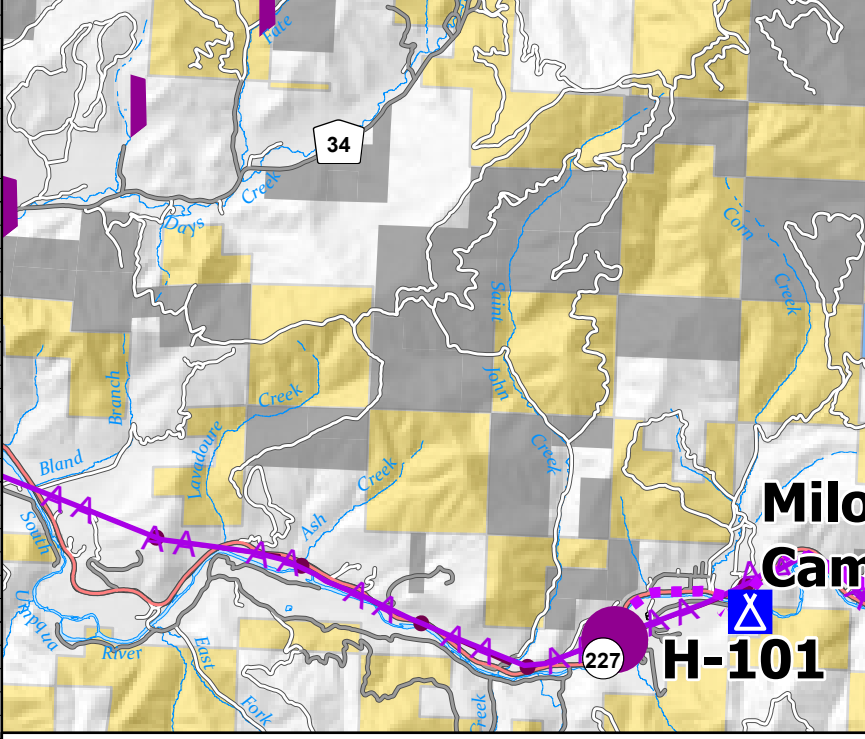 Fate
34
Creek
Days
Corn
Creek
Saint
John
Creek
Branch
Creek
Lavadoure
Creek
Ash
Bland
South
Umpqua
River
East
Fork
Creek
A A A A A A A A A A A A A
Milo
Cam
227
H-101